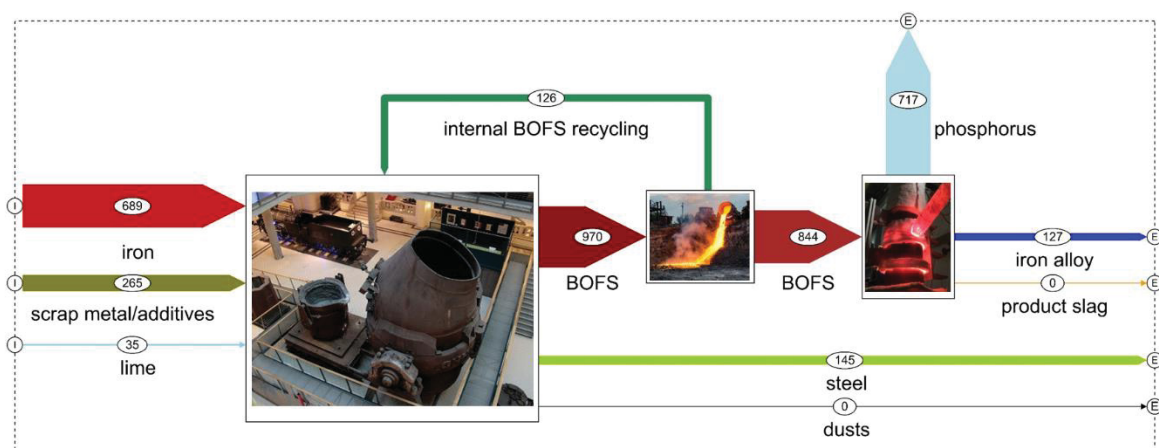 E
126
717
internal BOFS recycling
phosphorus
I
689
970
844
127
E
iron
BOFS
BOFS
iron alloy
I
265
0
E
scrap metal/additives
product slag
I
35
lime
145
E
steel
0
E
dusts